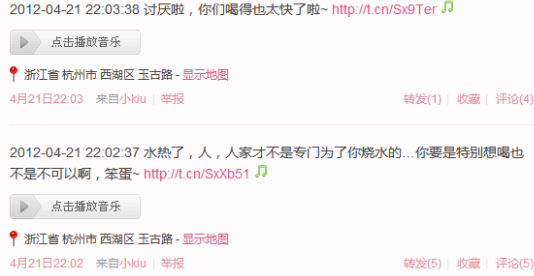 2012-04-21 22:03:38 讨厌啦，你们喝得也太快了啦~ http://t.cn/Sx9Ter
点击播放音乐
浙江省 杭州市 西湖区 玉古路 - 显示地图
4月21日22:03 来自小kiu | 举报 转发(1) | 收藏 | 评论(4)
2012-04-21 22:02:37 水热了，人，人家才不是专门为了你烧水的...你要是特别想喝也
不是不可以啊，笨蛋~ http://t.cn/SxXb51
点击播放音乐
浙江省 杭州市 西湖区 玉古路 - 显示地图
4月21日22:02 来自小kiu | 举报 转发(5) | 收藏 | 评论(5)